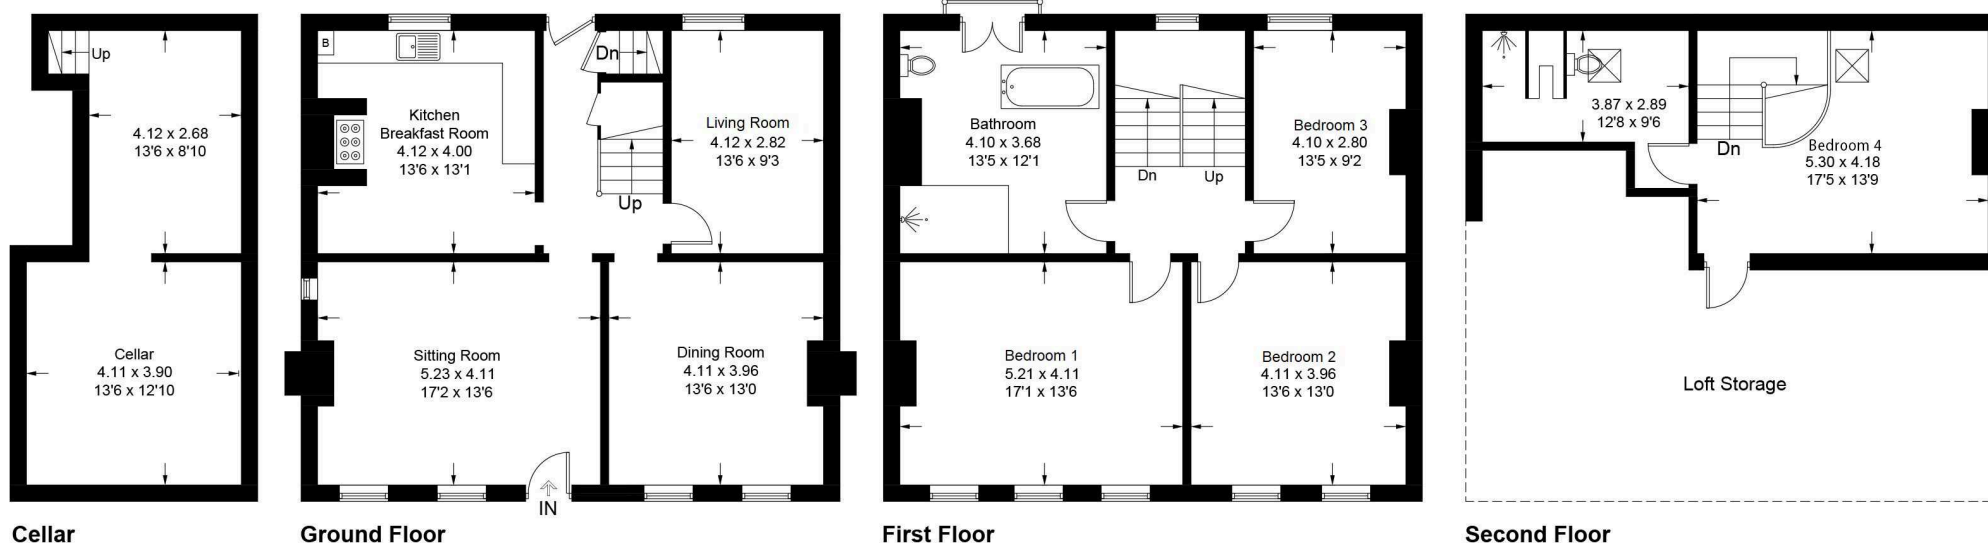 Up
4.12 x 2.68
13'6 x 8'10
Cellar
4.11 x 3.90
13'6 x 12'10
Cellar
B
Kitchen
Breakfast Room
4.12 x 4.00
13'6 x 13'1
Dn
Up
Living Room
4.12 x 2.82
13'6 x 9'3
Sitting Room
5.23 x 4.11
17'2 x 13'6
Dining Room
4.11 x 3.96
13'6 x 13'0
IN
Ground Floor
Bathroom
4.10 x 3.68
13'5 x 12'1
Dn
Up
Bedroom 3
4.10 x 2.80
13'5 x 9'2
Bedroom 1
5.21 x 4.11
17'1 x 13'6
Bedroom 2
4.11 x 3.96
13'6 x 13'0
First Floor
3.87 x 2.89
12'8 x 9'6
Dn
Bedroom 4
5.30 x 4.18
17'5 x 13'9
Loft Storage
Second Floor